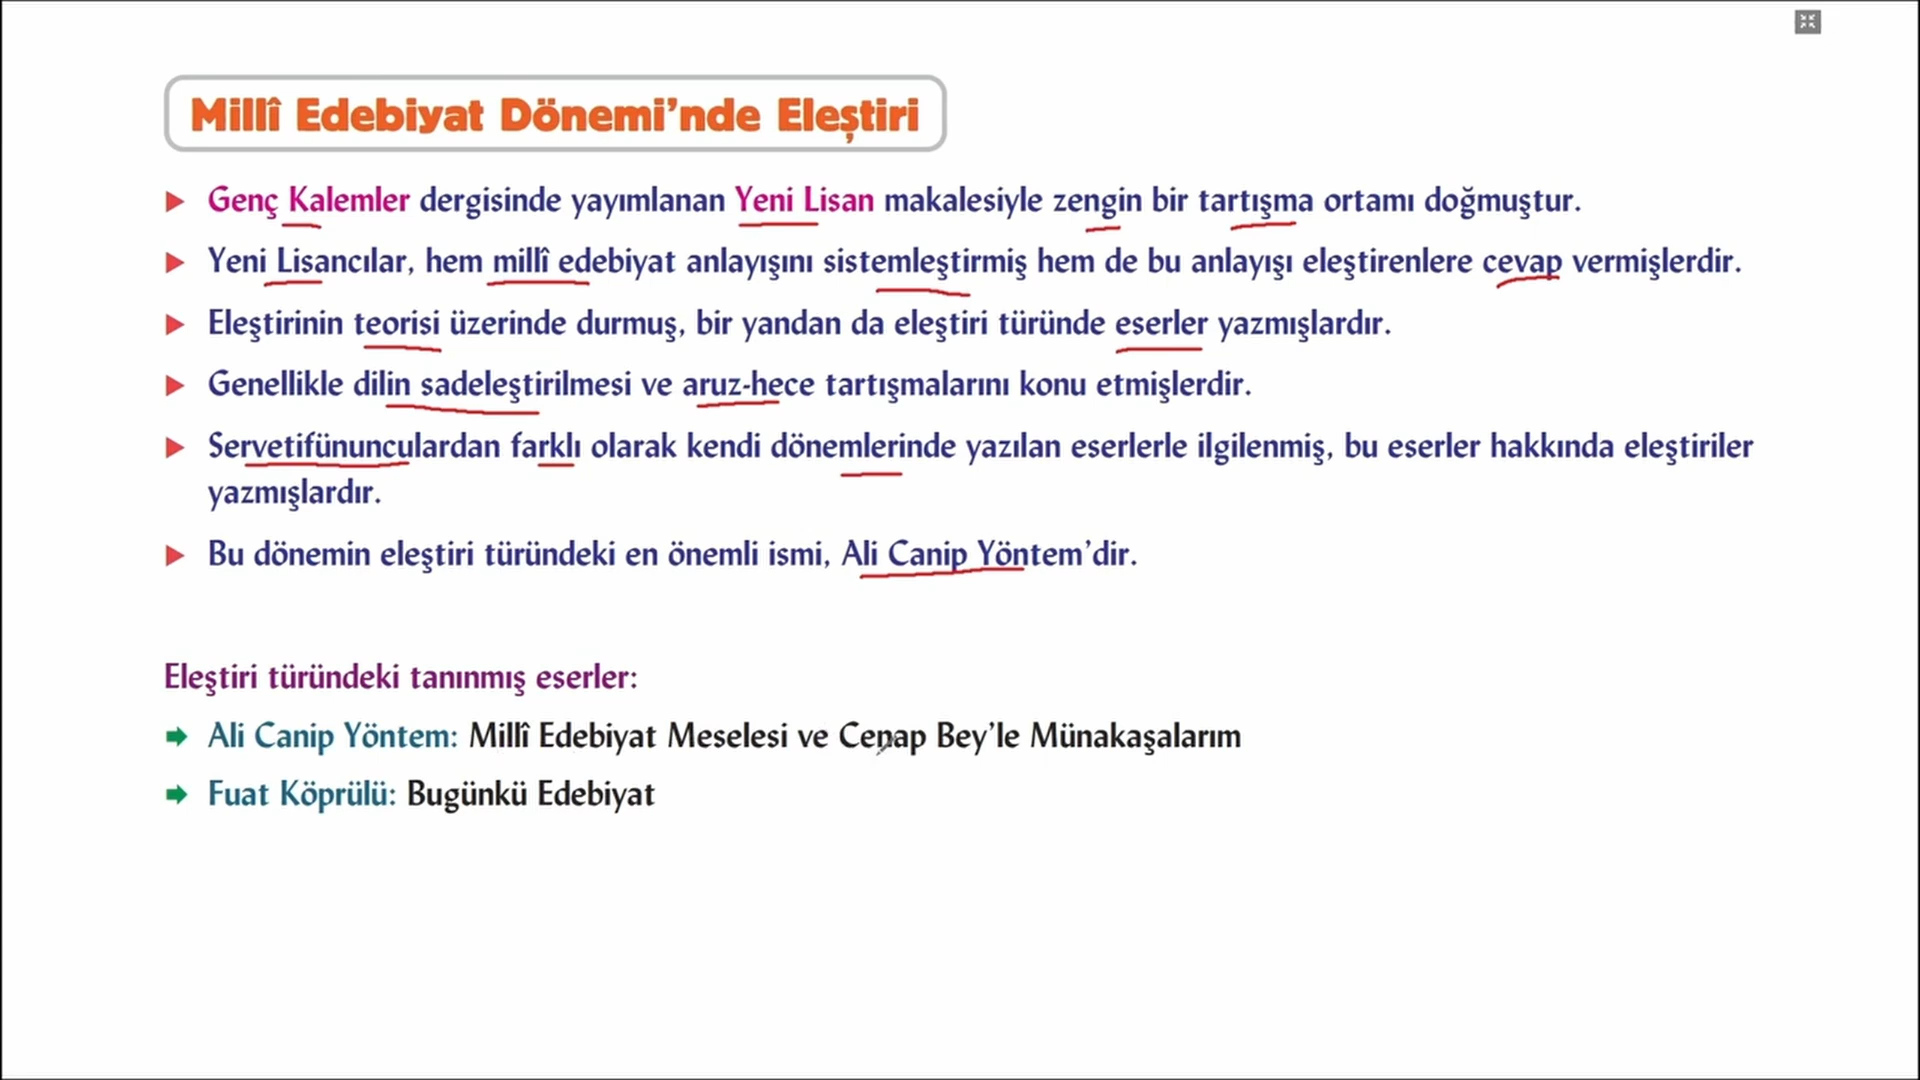 Millî Edebiyat Dönemi'nde Eleştiri
Genç Kalemler dergisinde yayımlanan Yeni Lisan makalesiyle zengin bir tartışma ortamı doğmuştur.
Yeni Lisancılar, hem millî edebiyat anlayışını sistemleştirmiş hem de bu anlayışı eleştirenlere cevap vermişlerdir.
Eleştirinin teorisi üzerinde durmuş, bir yandan da eleştiri türünde eserler yazmışlardır.
Genellikle dilin sadeleştirilmesi ve aruz-hece tartışmalarını konu etmişlerdir.
Servetifünunculardan farklı olarak kendi dönemlerinde yazılan eserlerle ilgilenmiş, bu eserler hakkında eleştiriler
yazmışlardır.
Bu dönemin eleştiri türündeki en önemli ismi, Ali Canip Yöntem'dir.
Eleştiri türündeki tanınmış eserler:
Ali Canip Yöntem: Millî Edebiyat Meselesi ve Cenap Bey'le Münakaşalarım
Fuat Köprülü: Bugünkü Edebiyat